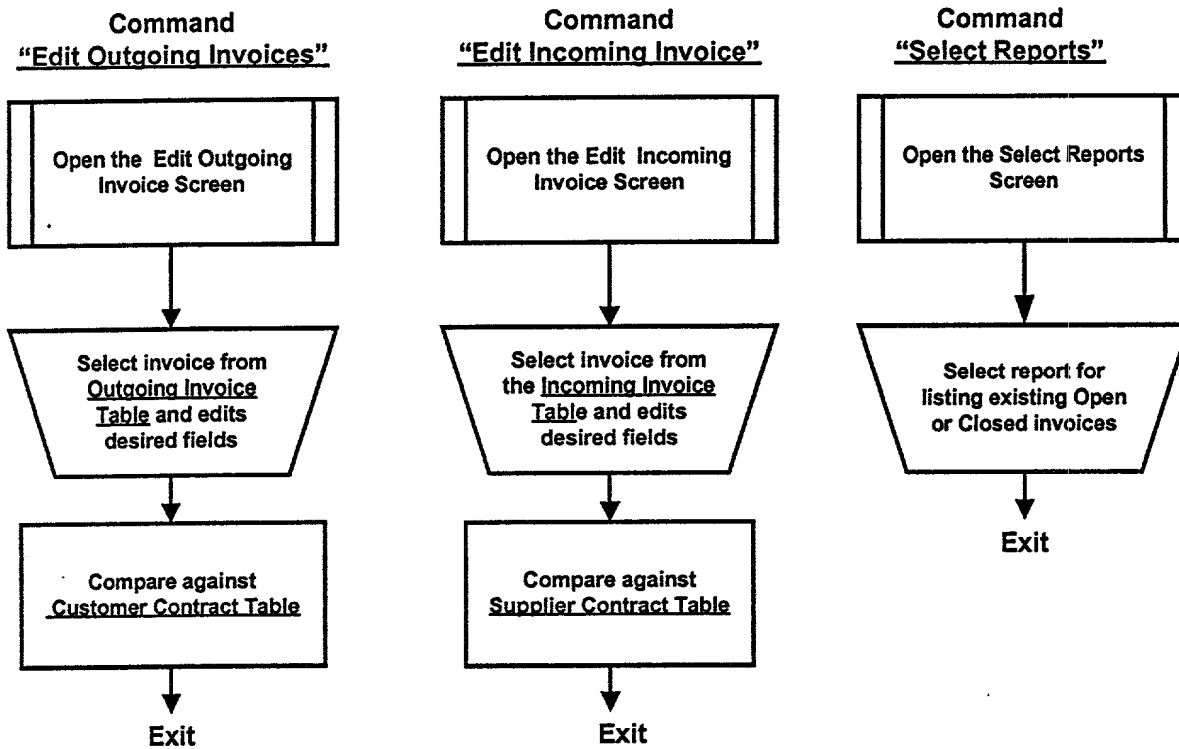 Command
“Edit Outgoing Invoices”
Open the Edit Outgoing
Invoice Screen
Select invoice from
Outgoing Invoice
Table and edits
desired fields
Compare against
Customer Contract Table
Exit
Command
“Edit Incoming Invoice”
Open the Edit Incoming
Invoice Screen
Select invoice from
the Incoming Invoice
Table and edits
desired fields
Compare against
Supplier Contract Table
Exit
Command
“Select Reports”
Open the Select Reports
Screen
Select report for
listing existing Open
or Closed invoices
Exit